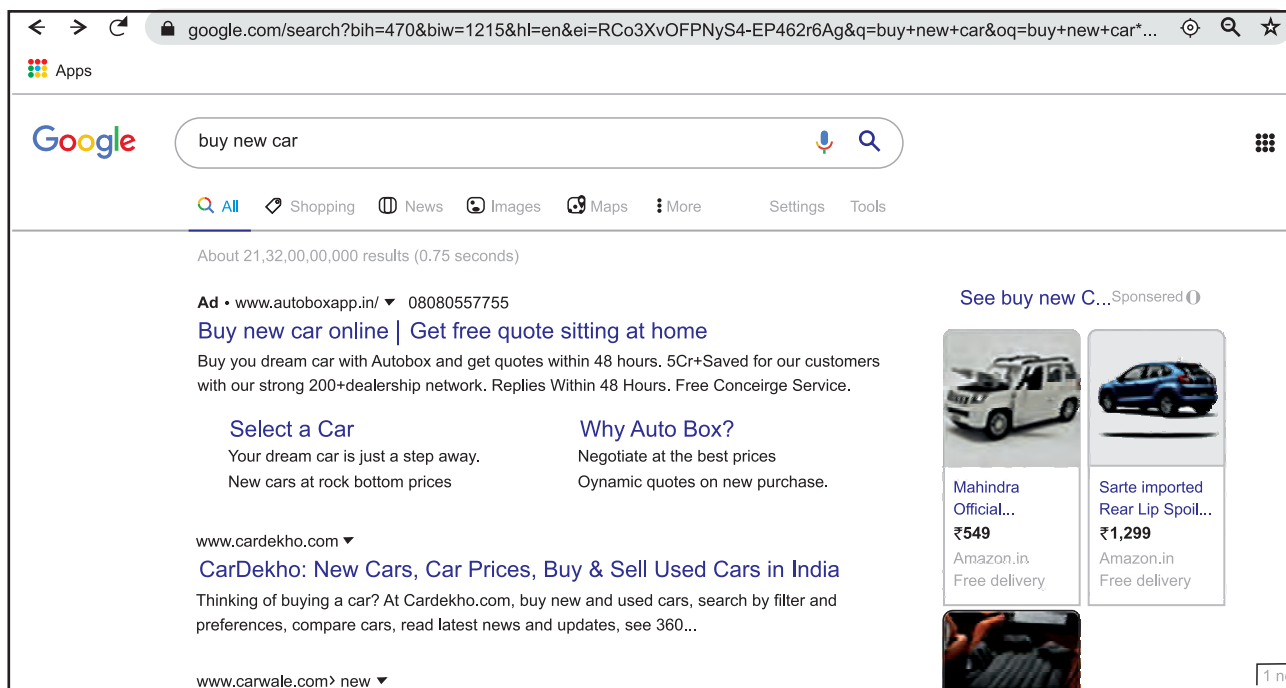 google.com/search?bih=470&biw=1215&hl=en&ei=RCo3XvOFPNyS4-EP462r6Ag&q=buy+new+car&oq=buy+new+car*...
Apps
Google
buy new car
All Shopping News Images Maps More Settings Tools
About 21,32,00,00,000 results (0.75 seconds)
Ad • www.autoboxapp.in/ 08080557755
Buy new car online | Get free quote sitting at home
Buy you dream car with Autobox and get quotes within 48 hours. 5Cr+Saved for our customers
with our strong 200+dealership network. Replies Within 48 Hours. Free Conceirge Service.
Select a Car
Your dream car is just a step away.
New cars at rock bottom prices
Why Auto Box?
Negotiate at the best prices
Oynamic quotes on new purchase.
www.cardekho.com
CarDekho: New Cars, Car Prices, Buy & Sell Used Cars in India
Thinking of buying a car? At Cardekho.com, buy new and used cars, search by filter and
preferences, compare cars, read latest news and updates, see 360...
www.carwale.com› new
See buy new C... Sponsored
Mahindra
Official...
₹549
Amazon.in
Free delivery
Sarte imported
Rear Lip Spoil...
₹1,299
Amazon.in
Free delivery